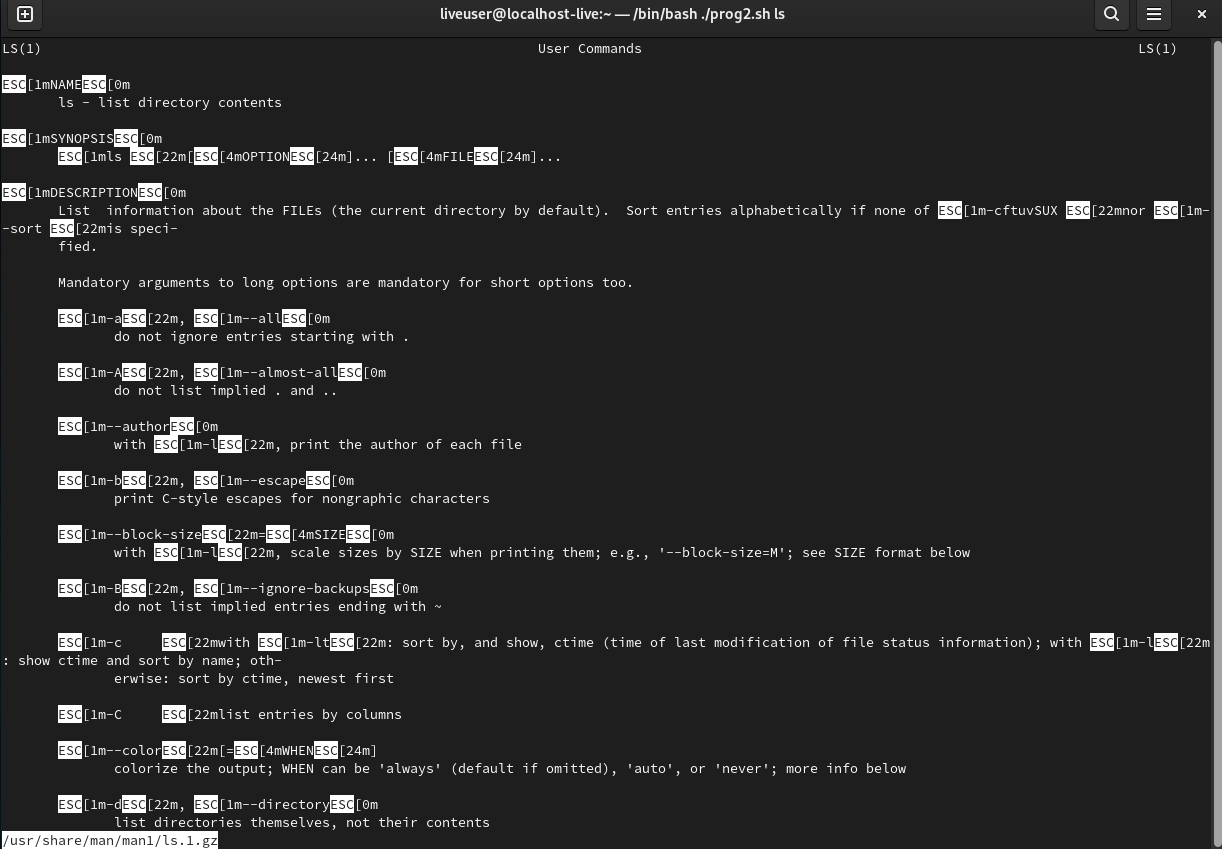 liveuser@localhost-live:~ — /bin/bash ./prog2.sh ls
LS(1) User Commands LS(1)
ESC[1mNAMEESC[0m
ls - list directory contents
ESC[1mSYNOPSISESC[0m
ESC[1mls ESC[22m[ESC[4mOPTIONESC[24m]... [ESC[4mFILEESC[24m]...
ESC[1mDESCRIPTIONESC[0m
List  information about the FILEs (the current directory by default).  Sort entries alphabetically if none of ESC[1m-cftuvSUX ESC[22mnor ESC[1m-
-sort ESC[22mis speci-
fied.
Mandatory arguments to long options are mandatory for short options too.
ESC[1m-aESC[22m, ESC[1m--allESC[0m
do not ignore entries starting with .
ESC[1m-AESC[22m, ESC[1m--almost-allESC[0m
do not list implied . and ..
ESC[1m--authorESC[0m
with ESC[1m-lESC[22m, print the author of each file
ESC[1m-bESC[22m, ESC[1m--escapeESC[0m
print C-style escapes for nongraphic characters
ESC[1m--block-sizeESC[22m=ESC[4mSIZEESC[0m
with ESC[1m-lESC[22m, scale sizes by SIZE when printing them; e.g., '--block-size=M'; see SIZE format below
ESC[1m-BESC[22m, ESC[1m--ignore-backupsESC[0m
do not list implied entries ending with ~
ESC[1m-c     ESC[22mwith ESC[1m-ltESC[22m: sort by, and show, ctime (time of last modification of file status information); with ESC[1m-lESC[22m
: show ctime and sort by name; oth-
erwise: sort by ctime, newest first
ESC[1m-C     ESC[22mlist entries by columns
ESC[1m--colorESC[22m[=ESC[4mWHENESC[24m]
colorize the output; WHEN can be 'always' (default if omitted), 'auto', or 'never'; more info below
ESC[1m-dESC[22m, ESC[1m--directoryESC[0m
list directories themselves, not their contents
/usr/share/man/man1/ls.1.gz